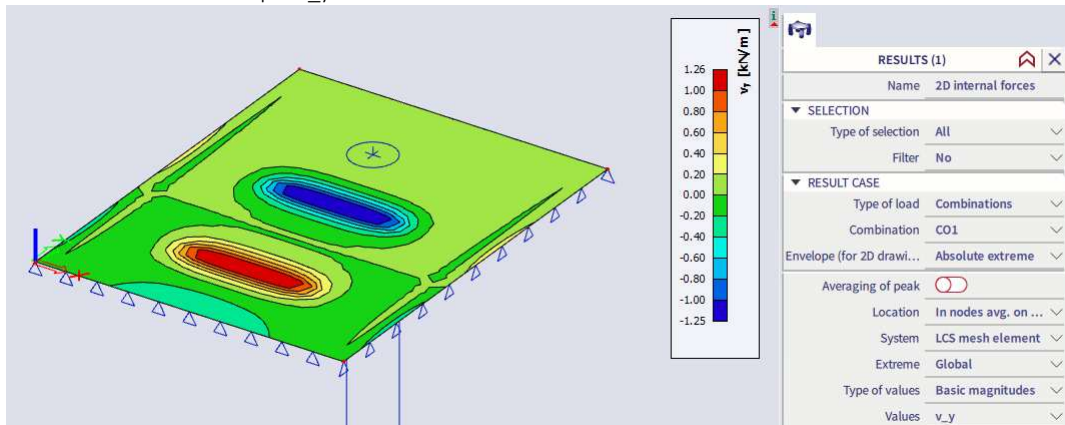 v_y [kN/m]
1.26
1.00
0.80
0.60
0.40
0.20
0.00
-0.20
-0.40
-0.60
-0.80
-1.00
-1.25
RESULTS (1)
Name 2D internal forces
SELECTION
Type of selection All
Filter No
RESULT CASE
Type of load Combinations
Combination CO1
Envelope (for 2D drawi... Absolute extreme
Averaging of peak
Location In nodes avg. on ...
System LCS mesh element
Extreme Global
Type of values Basic magnitudes
Values v_y